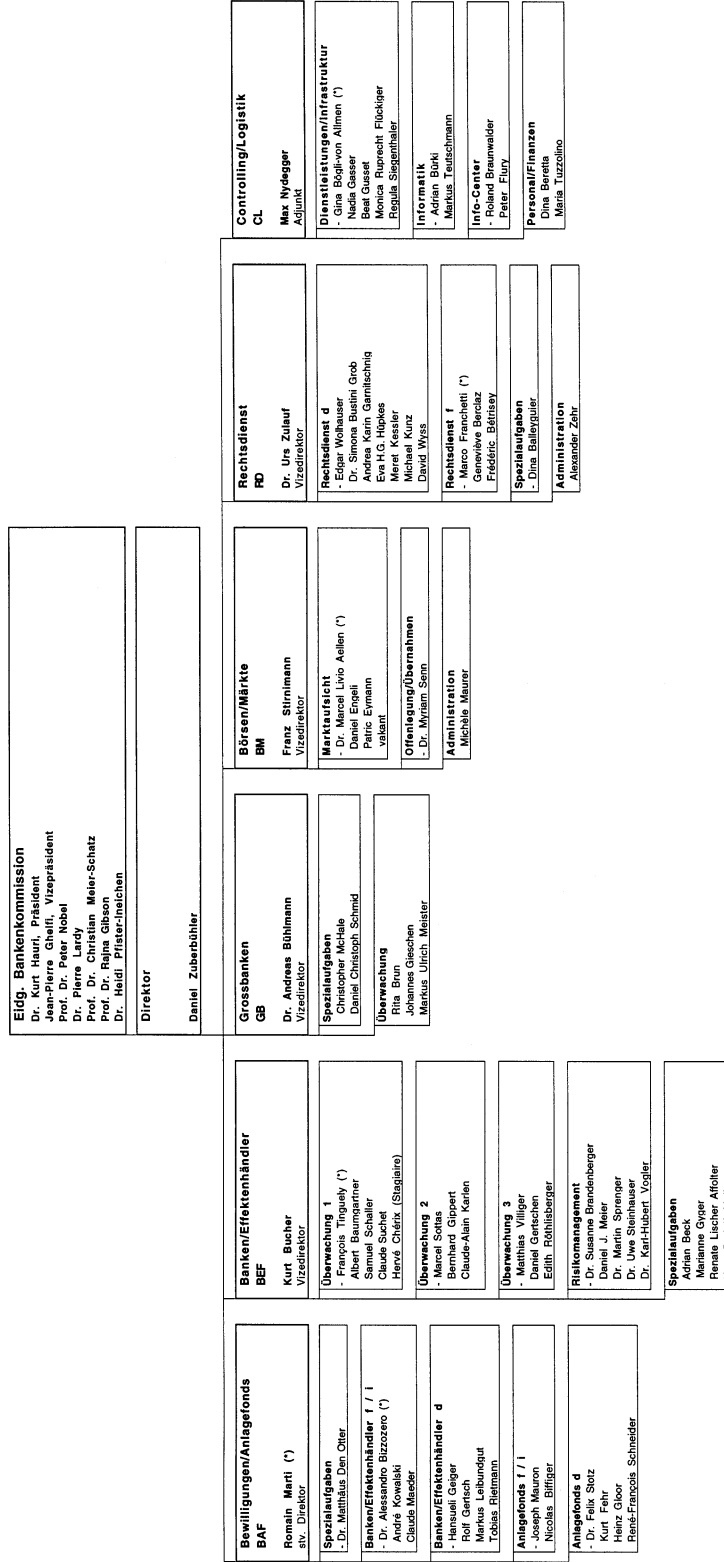 Eidg. Bankenkommission
Dr. Kurt Hauri, Präsident
Jean-Pierre Ghelfi, Vizepräsident
Prof. Dr. Peter Nobel
Dr. Pierre Lardy
Prof. Dr. Christian Meier-Schatz
Prof. Dr. Rajna Gibson
Dr. Heidi Pfister-Ineichen
Direktor
Daniel Zuberbühler
Bewilligungen/Anlagefonds
BAF
Romain Marti (*)
stv. Direktor
Spezialaufgaben
- Dr. Matthäus Den Otter
Banken/Effektenhändler f / i
- Dr. Alessandro Bizzozero (*)
André Kowalski
Claude Maeder
Banken/Effektenhändler d
- Hansueli Geiger
Rolf Gertsch
Markus Leibundgut
Tobias Rietmann
Anlagefonds f / i
- Joseph Mauron
Nicolas Biffiger
Anlagefonds d
- Dr. Felix Stotz
Kurt Fehr
Heinz Gloor
René-François Schneider
Banken/Effektenhändler
BEF
Kurt Bucher
Vizedirektor
Überwachung 1
- François Tinguely (*)
Albert Baumgartner
Samuel Schaller
Claude Suchet
Hervé Chérix (Stagiaire)
Überwachung 2
- Marcel Sottas
Bernhard Gippert
Claude-Alain Karlen
Überwachung 3
- Matthias Villiger
Daniel Gertschen
Edith Röthlisberger
Risikomanagement
- Dr. Susanne Brandenberger
Daniel J. Meier
Dr. Martin Sprenger
Dr. Uwe Steinhauser
Dr. Karl-Hubert Vogler
Spezialaufgaben
Adrian Beck
Marianne Gyger
Renate Lischer Affolter
Grossbanken
GB
Dr. Andreas Bühlmann
Vizedirektor
Spezialaufgaben
Christopher McHale
Daniel Christoph Schmid
Überwachung
Rita Brun
Johannes Gieschen
Markus Ulrich Meister
Börsen/Märkte
BM
Franz Stirnimann
Vizedirektor
Marktaufsicht
- Dr. Marcel Livio Aellen (*)
Daniel Engeli
Patric Eymann
vakant
Offenlegung/Übernahmen
- Dr. Myriam Senn
Administration
Michèle Maurer
Rechtsdienst
RD
Dr. Urs Zulauf
Vizedirektor
Rechtsdienst d
- Edgar Wolhauser
Dr. Simona Bustini Grob
Andrea Karin Garnitschnig
Eva H.G. Hüpkes
Meret Kessler
Michael Kunz
David Wyss
Rechtsdienst f
- Marco Franchetti (*)
Geneviève Berclaz
Frédéric Bétrisey
Spezialaufgaben
- Dina Balleyguier
Administration
Alexander Zehr
Controlling/Logistik
CL
Max Nydegger
Adjunkt
Dienstleistungen/Infrastruktur
- Gina Bögli-von Allmen (*)
Nadia Gasser
Beat Gusset
Monica Ruprecht Flückiger
Regula Siegenthaler
Informatik
- Adrian Bürki
Markus Teutschmann
Info-Center
- Roland Braunwalder
Peter Flury
Personal/Finanzen
Dina Beretta
Maria Tuzzolino